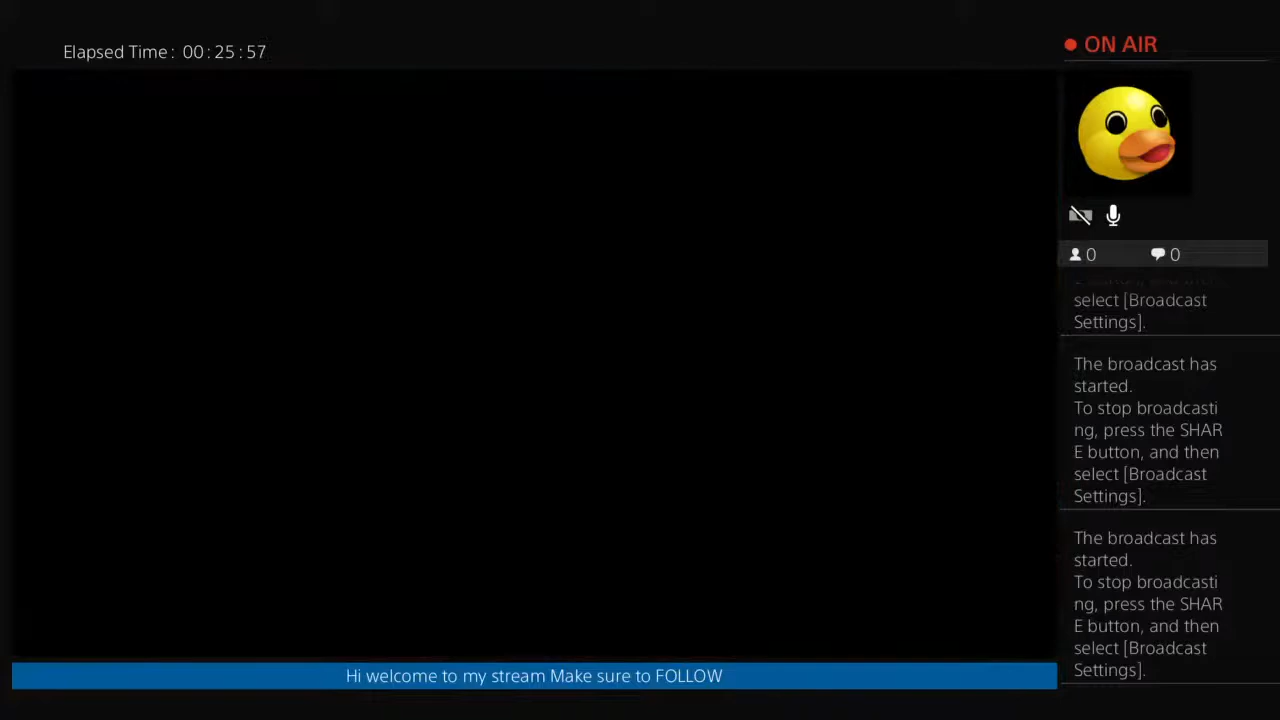 Elapsed Time: 00:25:57
ON AIR
0
0
select [Broadcast
Settings].
The broadcast has
started.
To stop broadcasti
ng, press the SHAR
E button, and then
select [Broadcast
Settings].
The broadcast has
started.
To stop broadcasti
ng, press the SHAR
E button, and then
select [Broadcast
Settings].
Hi welcome to my stream Make sure to FOLLOW